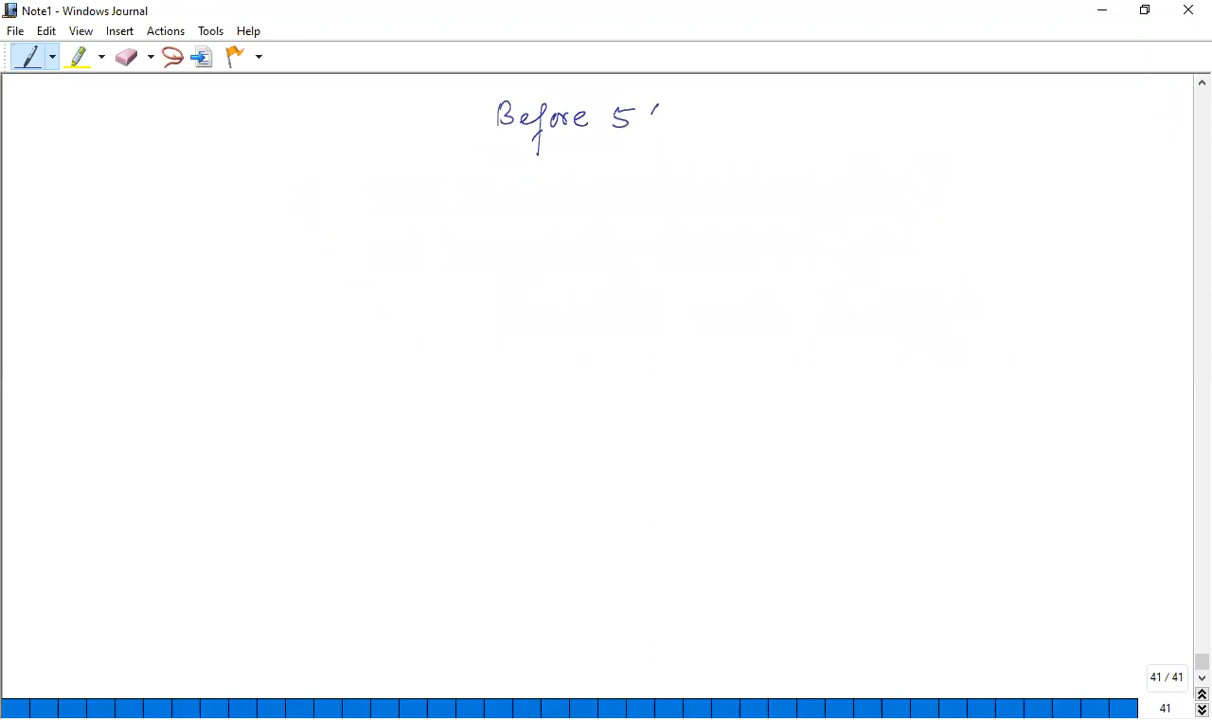 Note1 - Windows Journal
File Edit View Insert Actions Tools Help
Before 5 '
41 / 41
41